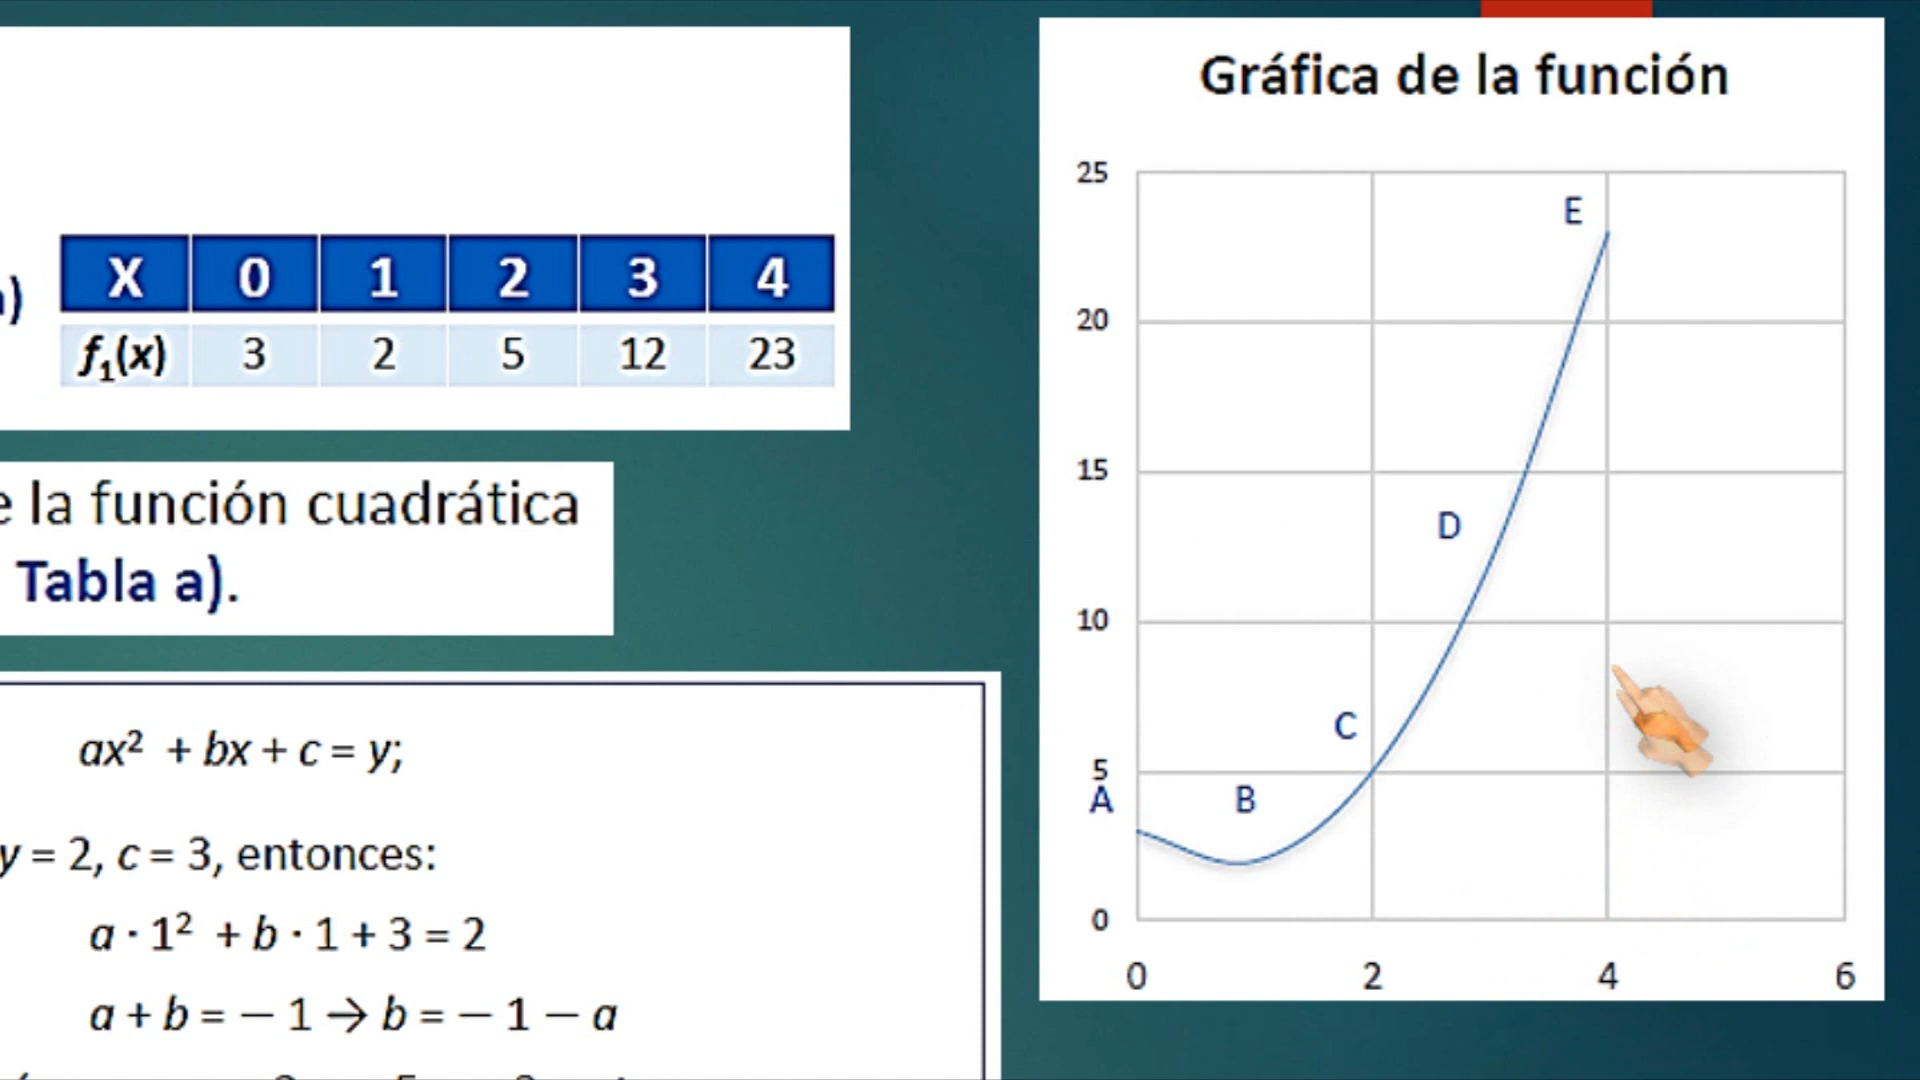 X 0 1 2 3 4
f₁(x) 3 2 5 12 23
la función cuadrática
Tabla a).
ax² + bx + c = y;
y = 2, c = 3, entonces:
a · 1² + b · 1 + 3 = 2
a + b = – 1 → b = – 1 – a
Gráfica de la función
25
20
15
10
5
0
0 2 4 6
A
B
C
D
E